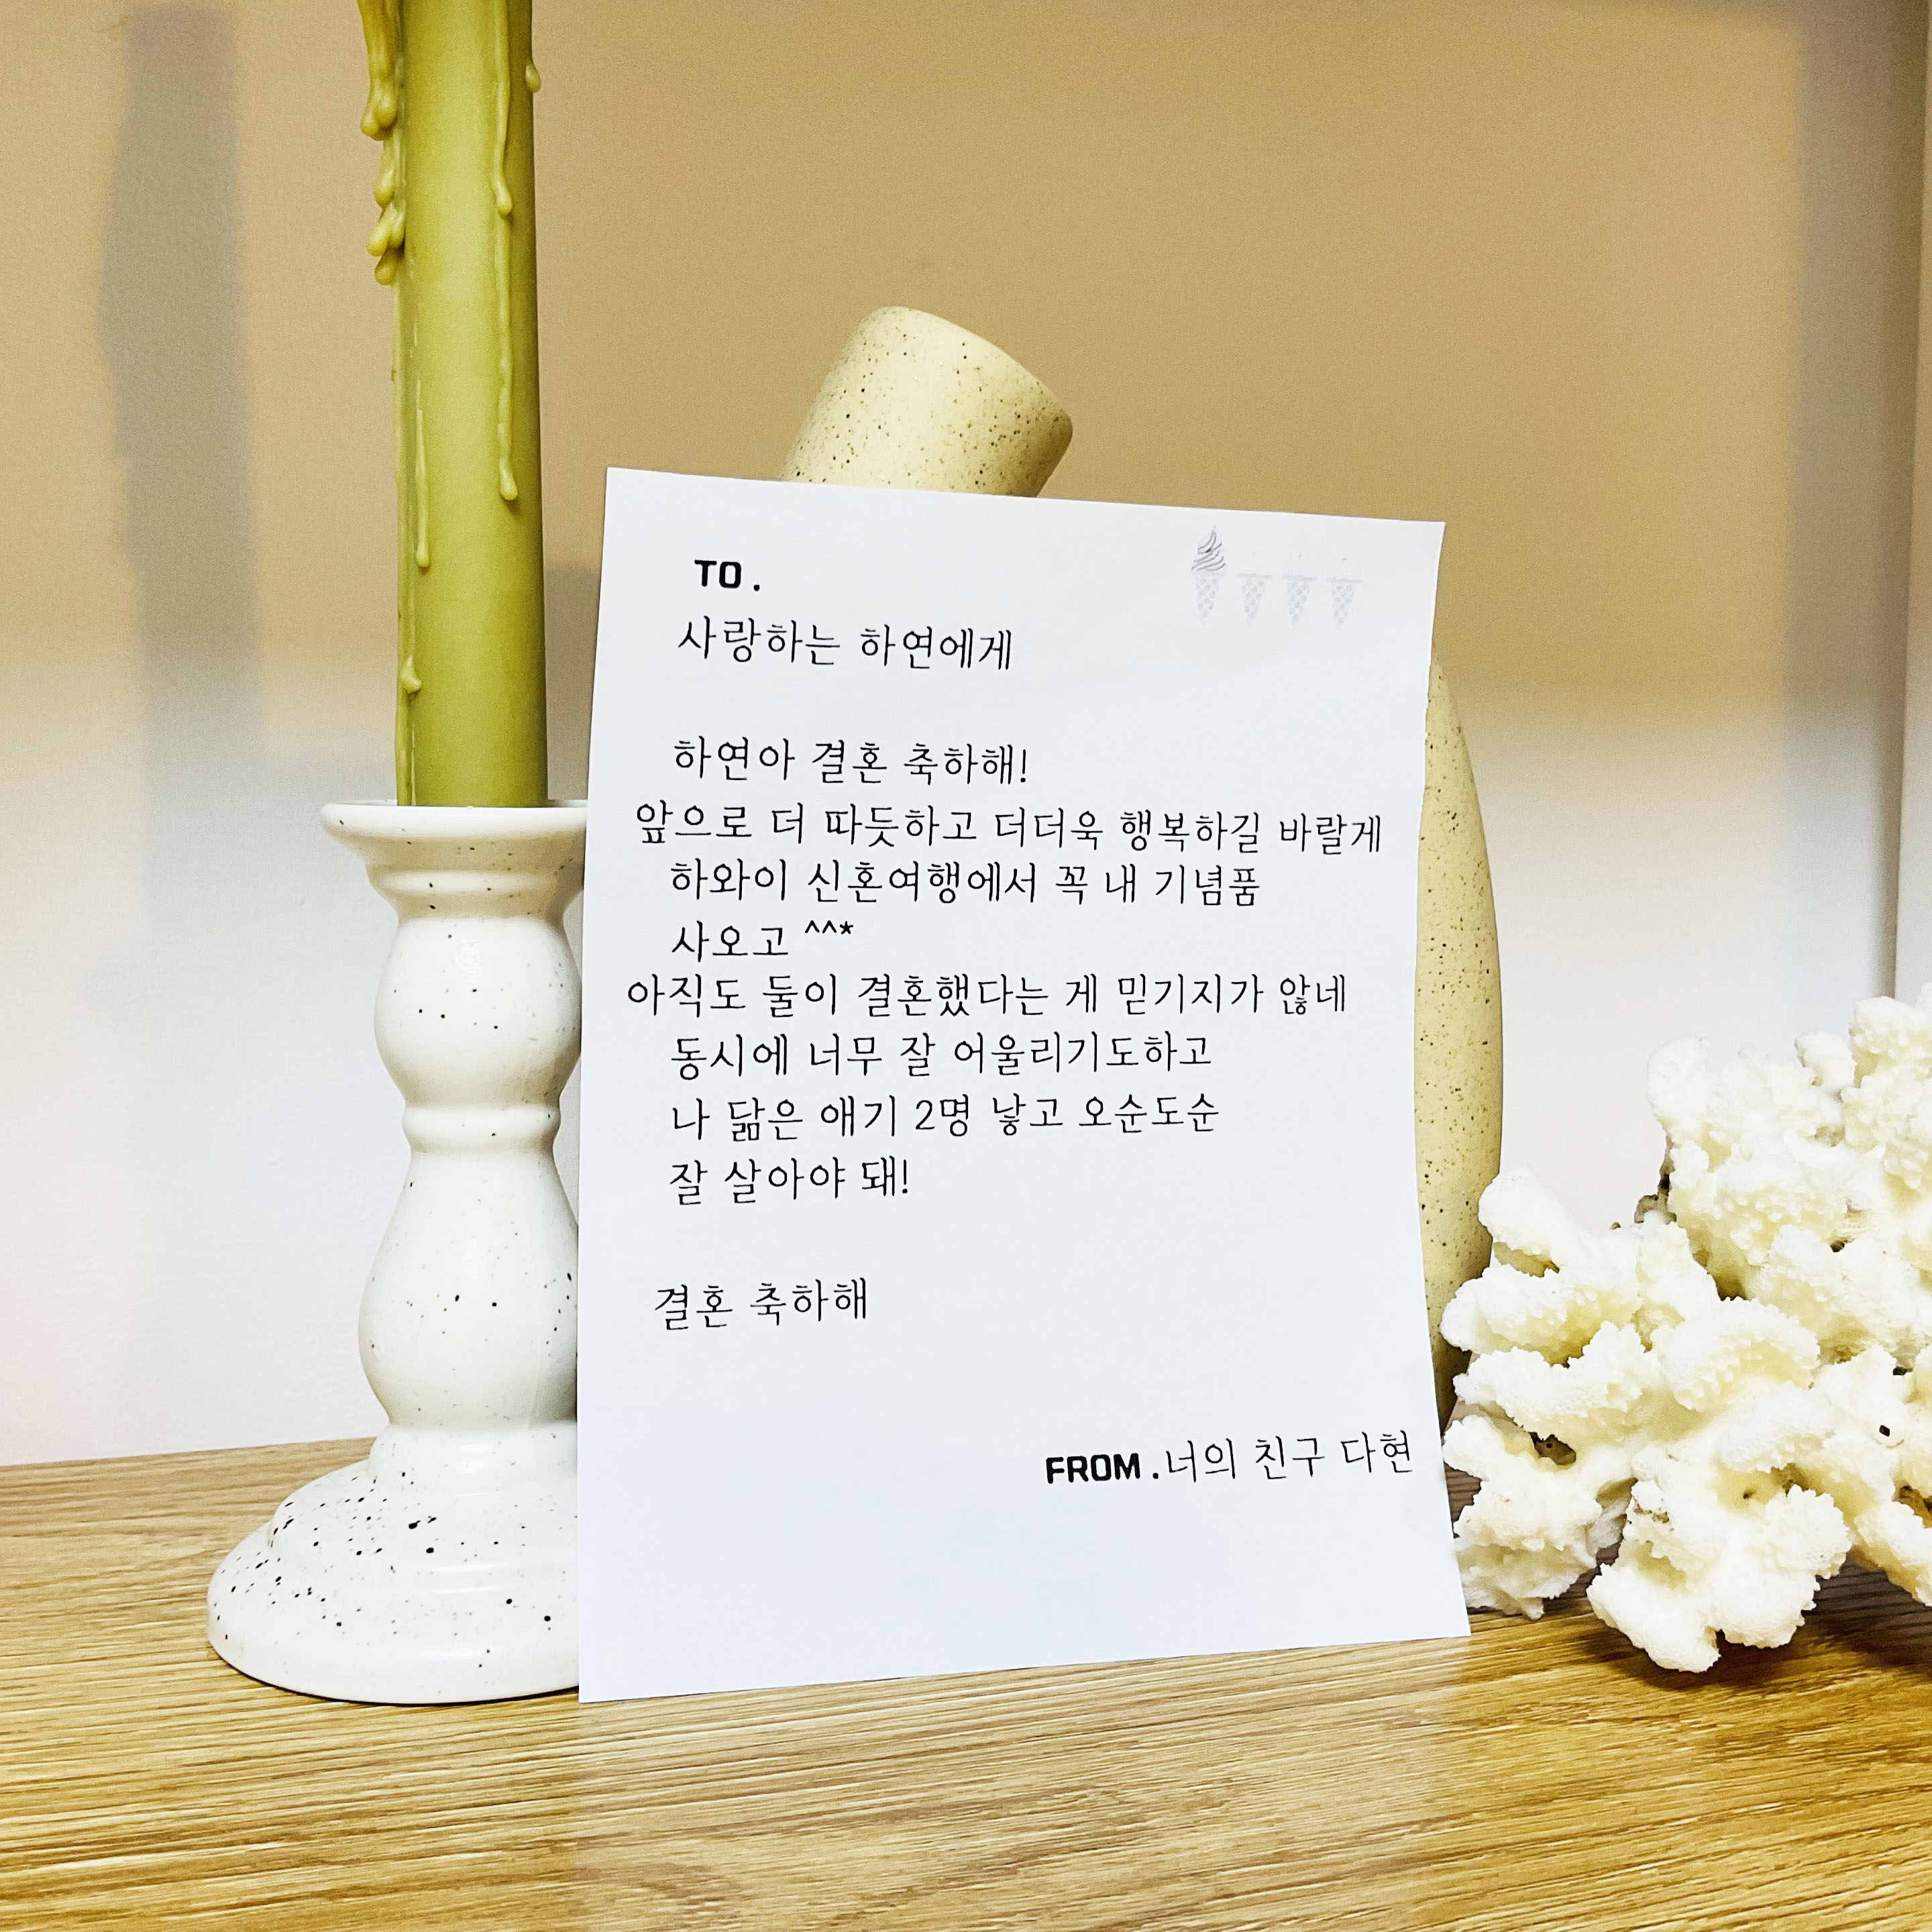 TO.
사랑하는 하연에게
하연아 결혼 축하해!
앞으로 더 따듯하고 더더욱 행복하길 바랄게
하와이 신혼여행에서 꼭 내 기념품
사오고 ^^*
아직도 둘이 결혼했다는 게 믿기지가 않네
동시에 너무 잘 어울리기도하고
나 닮은 애기 2명 낳고 오순도순
잘 살아야 돼!
결혼 축하해
FROM.너의 친구 다현